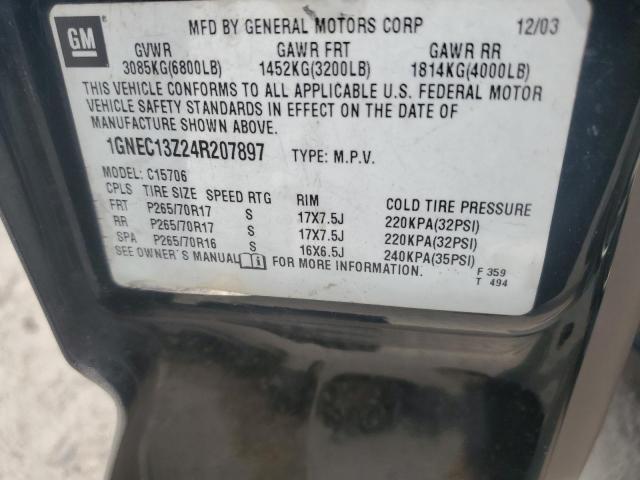 GM
MFD BY GENERAL MOTORS CORP 12/03
GVWR GAWR FRT GAWR RR
3085KG(6800LB) 1452KG(3200LB) 1814KG(4000LB)
THIS VEHICLE CONFORMS TO ALL APPLICABLE U.S. FEDERAL MOTOR
VEHICLE SAFETY STANDARDS IN EFFECT ON THE DATE OF
MANUFACTURE SHOWN ABOVE.
1GNEC13Z24R207897 TYPE: M.P.V.
MODEL: C15706
CPLS TIRE SIZE SPEED RTG RIM COLD TIRE PRESSURE
FRT P265/70R17 S 17X7.5J 220KPA(32PSI)
RR P265/70R17 S 17X7.5J 220KPA(32PSI)
SPA P265/70R16 S 16X6.5J 240KPA(35PSI)
SEE OWNER'S MANUAL i FOR MORE INFORMATION.
F 359
T 494